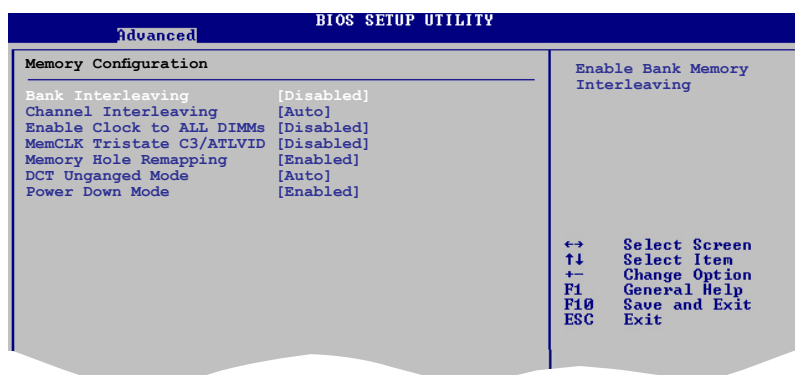 BIOS SETUP UTILITY
Advanced
Memory Configuration
Bank Interleaving [Disabled]
Channel Interleaving [Auto]
Enable Clock to ALL DIMMs [Disabled]
MemCLK Tristate C3/ATLVID [Disabled]
Memory Hole Remapping [Enabled]
DCT Unganged Mode [Auto]
Power Down Mode [Enabled]
Enable Bank Memory
Interleaving
←→ Select Screen
↑↓ Select Item
+- Change Option
F1 General Help
F10 Save and Exit
ESC Exit